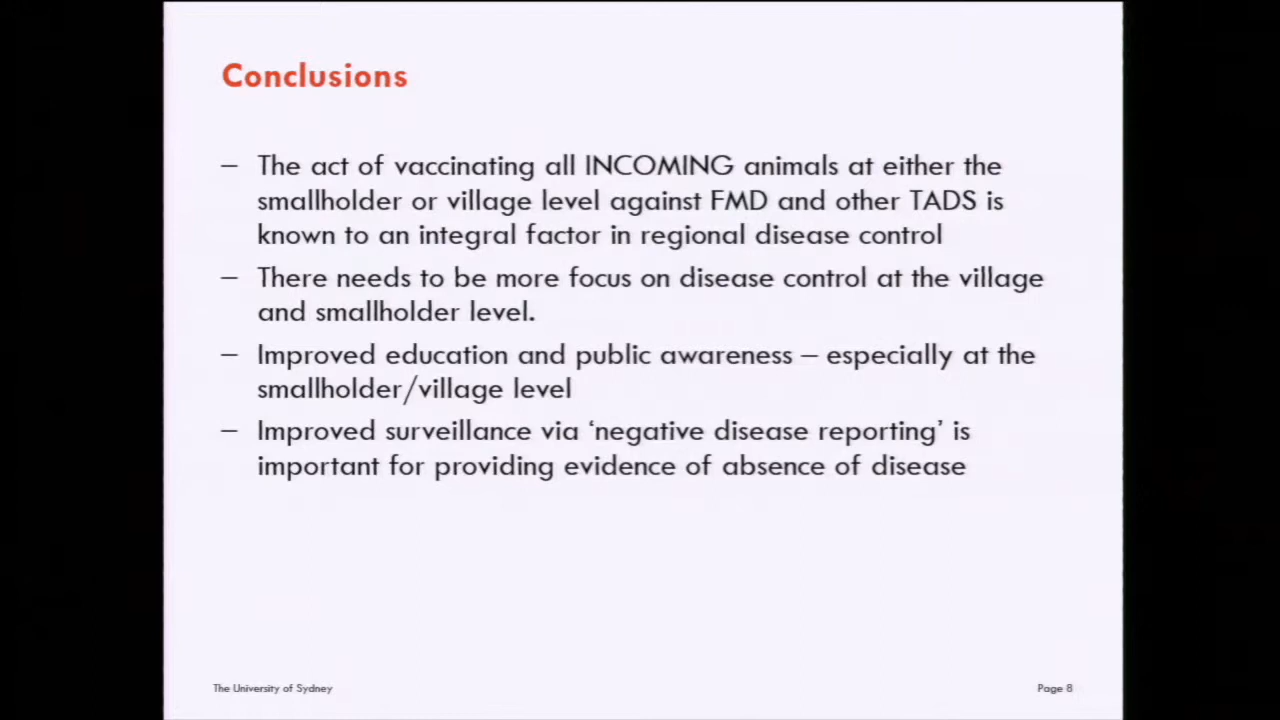 Conclusions
– The act of vaccinating all INCOMING animals at either the
smallholder or village level against FMD and other TADS is
known to an integral factor in regional disease control
– There needs to be more focus on disease control at the village
and smallholder level.
– Improved education and public awareness – especially at the
smallholder/village level
– Improved surveillance via ‘negative disease reporting’ is
important for providing evidence of absence of disease
The University of Sydney
Page 8